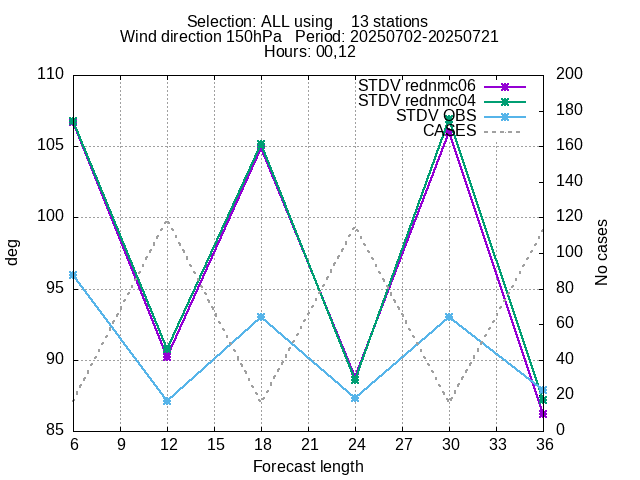 Selection: ALL using 13 stations
Wind direction 150hPa Period: 20250702-20250721
Hours: 00,12
110 200
STDV rednmc06
180
STDV rednmc04
STDV OBS
CASES
105 160
140
100 120
deg
No cases
100
95 80
60
90 40
20
85 0
6 9 12 15 18 21 24 27 30 33 36
Forecast length